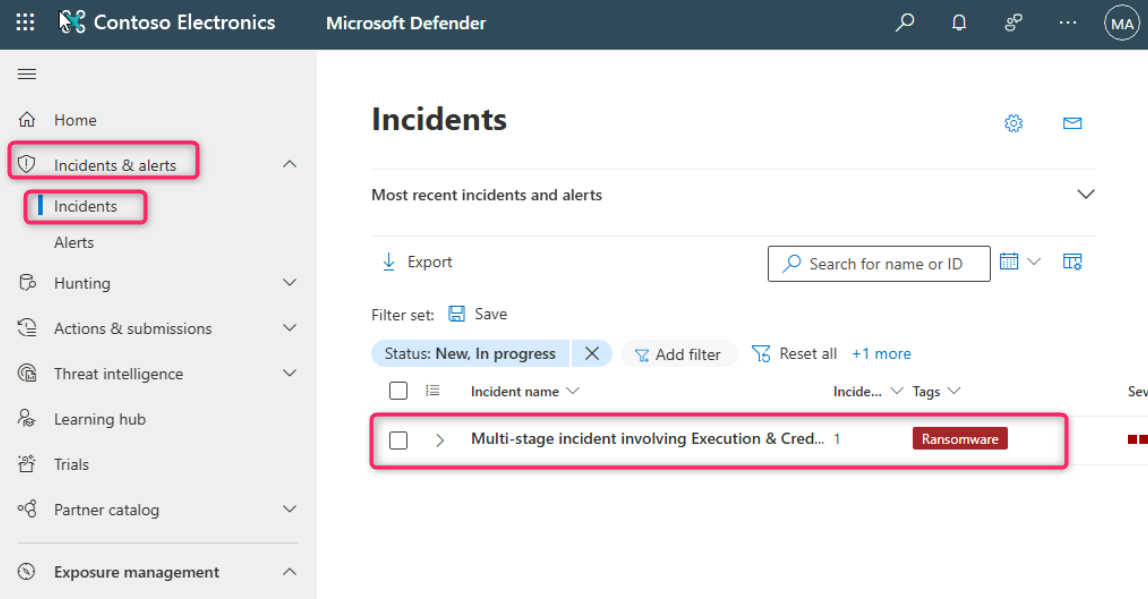 Contoso Electronics Microsoft Defender MA
Home
Incidents & alerts
Incidents
Alerts
Hunting
Actions & submissions
Threat intelligence
Learning hub
Trials
Partner catalog
Exposure management
Incidents
Most recent incidents and alerts
Export Search for name or ID
Filter set: Save
Status: New, In progress Add filter Reset all +1 more
Incident name Incide... Tags Sev
Multi-stage incident involving Execution & Cred... 1 Ransomware